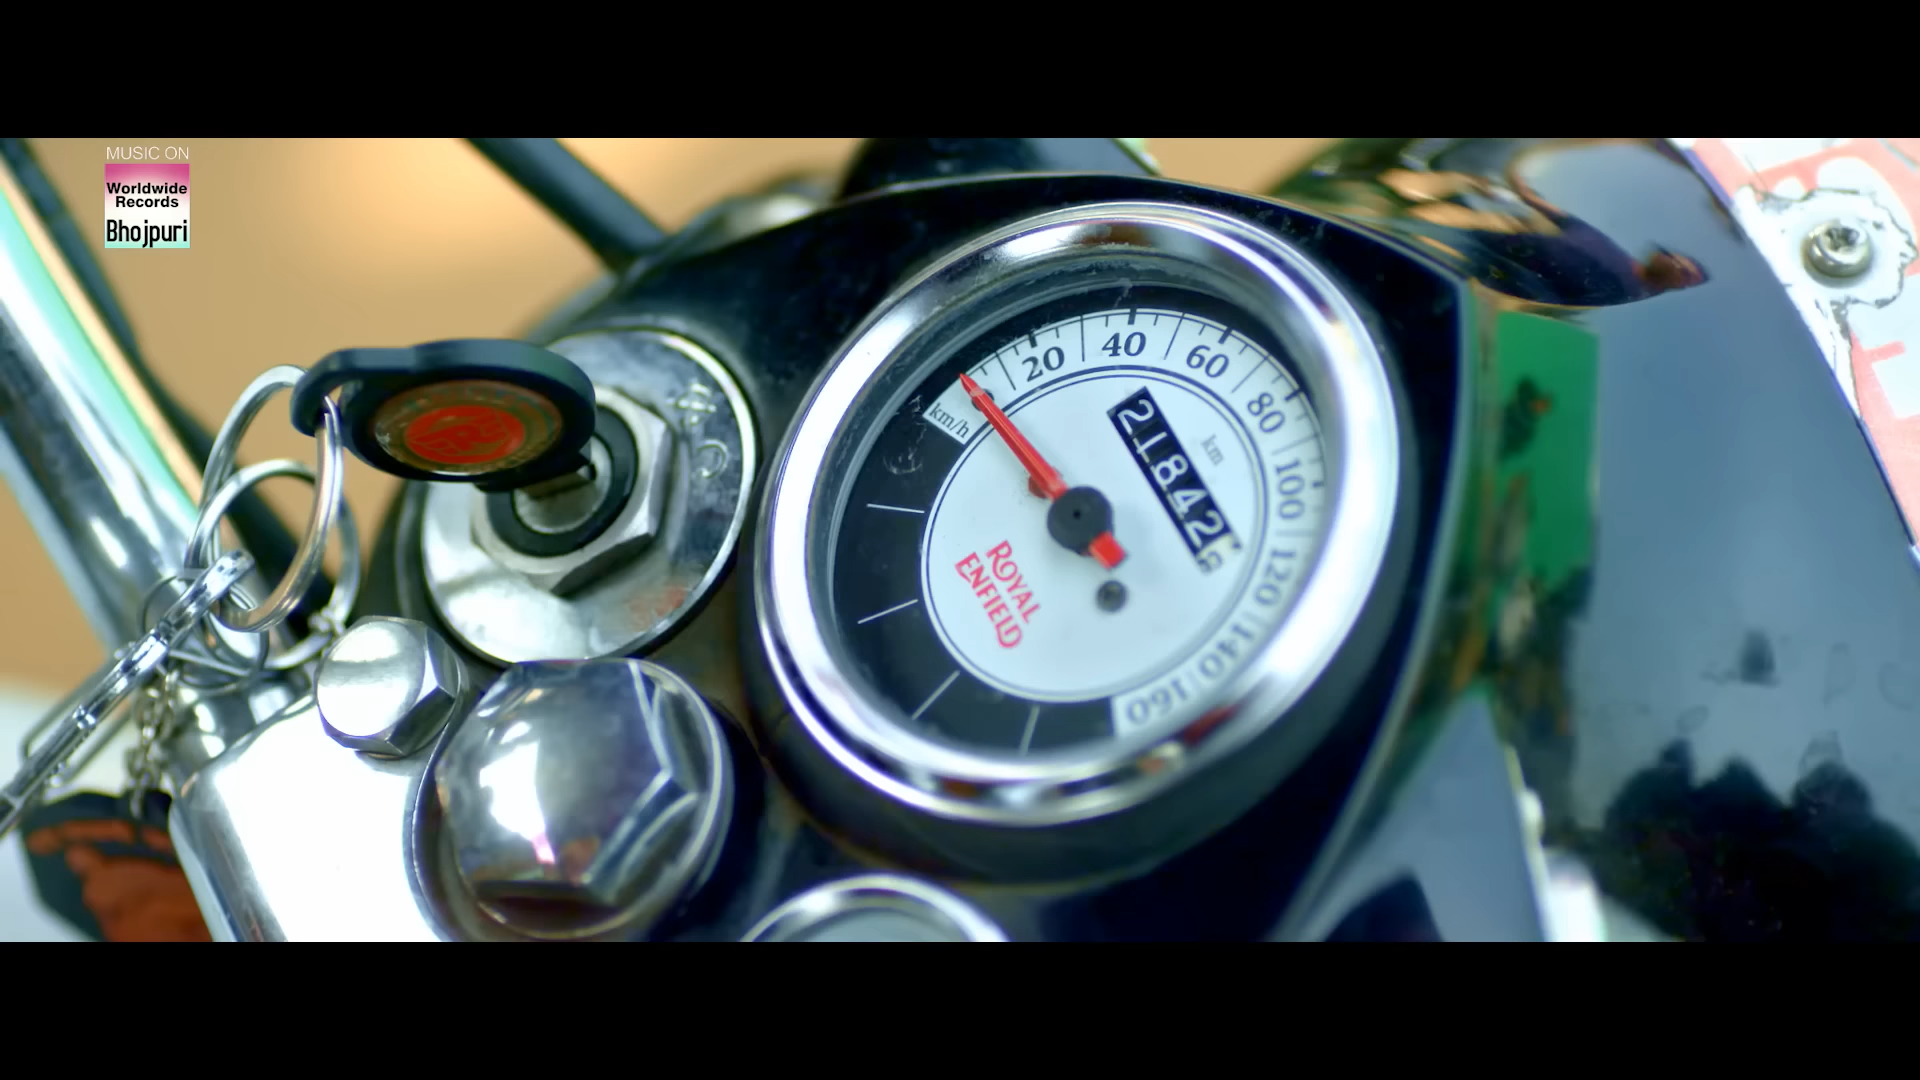 MUSIC ON
Worldwide
Records
Bhojpuri
20
40
60
80
100
120
140
160
km/h
km
21842
ROYAL
ENFIELD